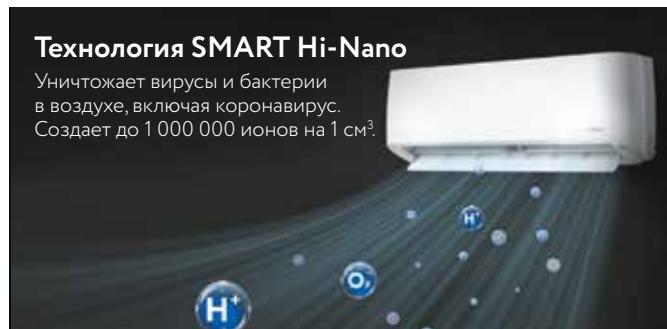 Технология SMART Hi-Nano
Уничтожает вирусы и бактерии
в воздухе, включая коронавирус.
Создает до 1 000 000 ионов на 1 см³.
H⁺
O₂
H⁺